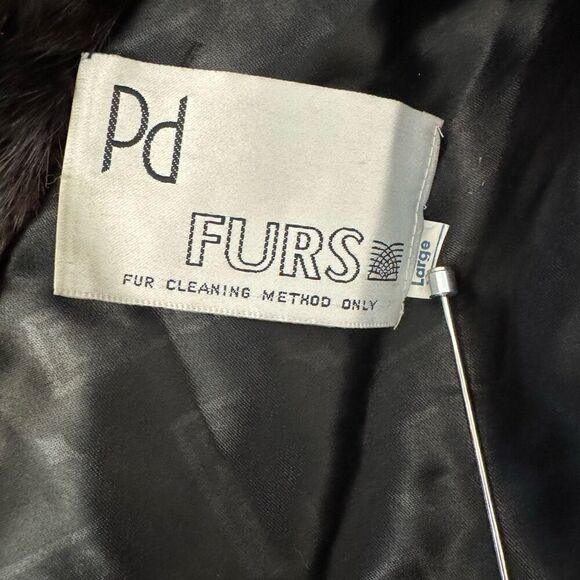 Pd
FURS
FUR CLEANING METHOD ONLY
Large